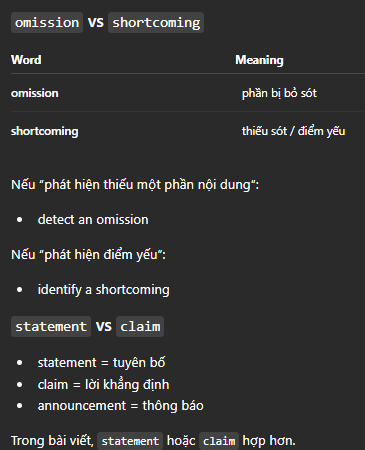 omission vs shortcoming
Word Meaning
omission phần bị bỏ sót
shortcoming thiếu sót / điểm yếu
Nếu “phát hiện thiếu một phần nội dung”:
• detect an omission
Nếu “phát hiện điểm yếu”:
• identify a shortcoming
statement vs claim
• statement = tuyên bố
• claim = lời khẳng định
• announcement = thông báo
Trong bài viết, statement hoặc claim hợp hơn.